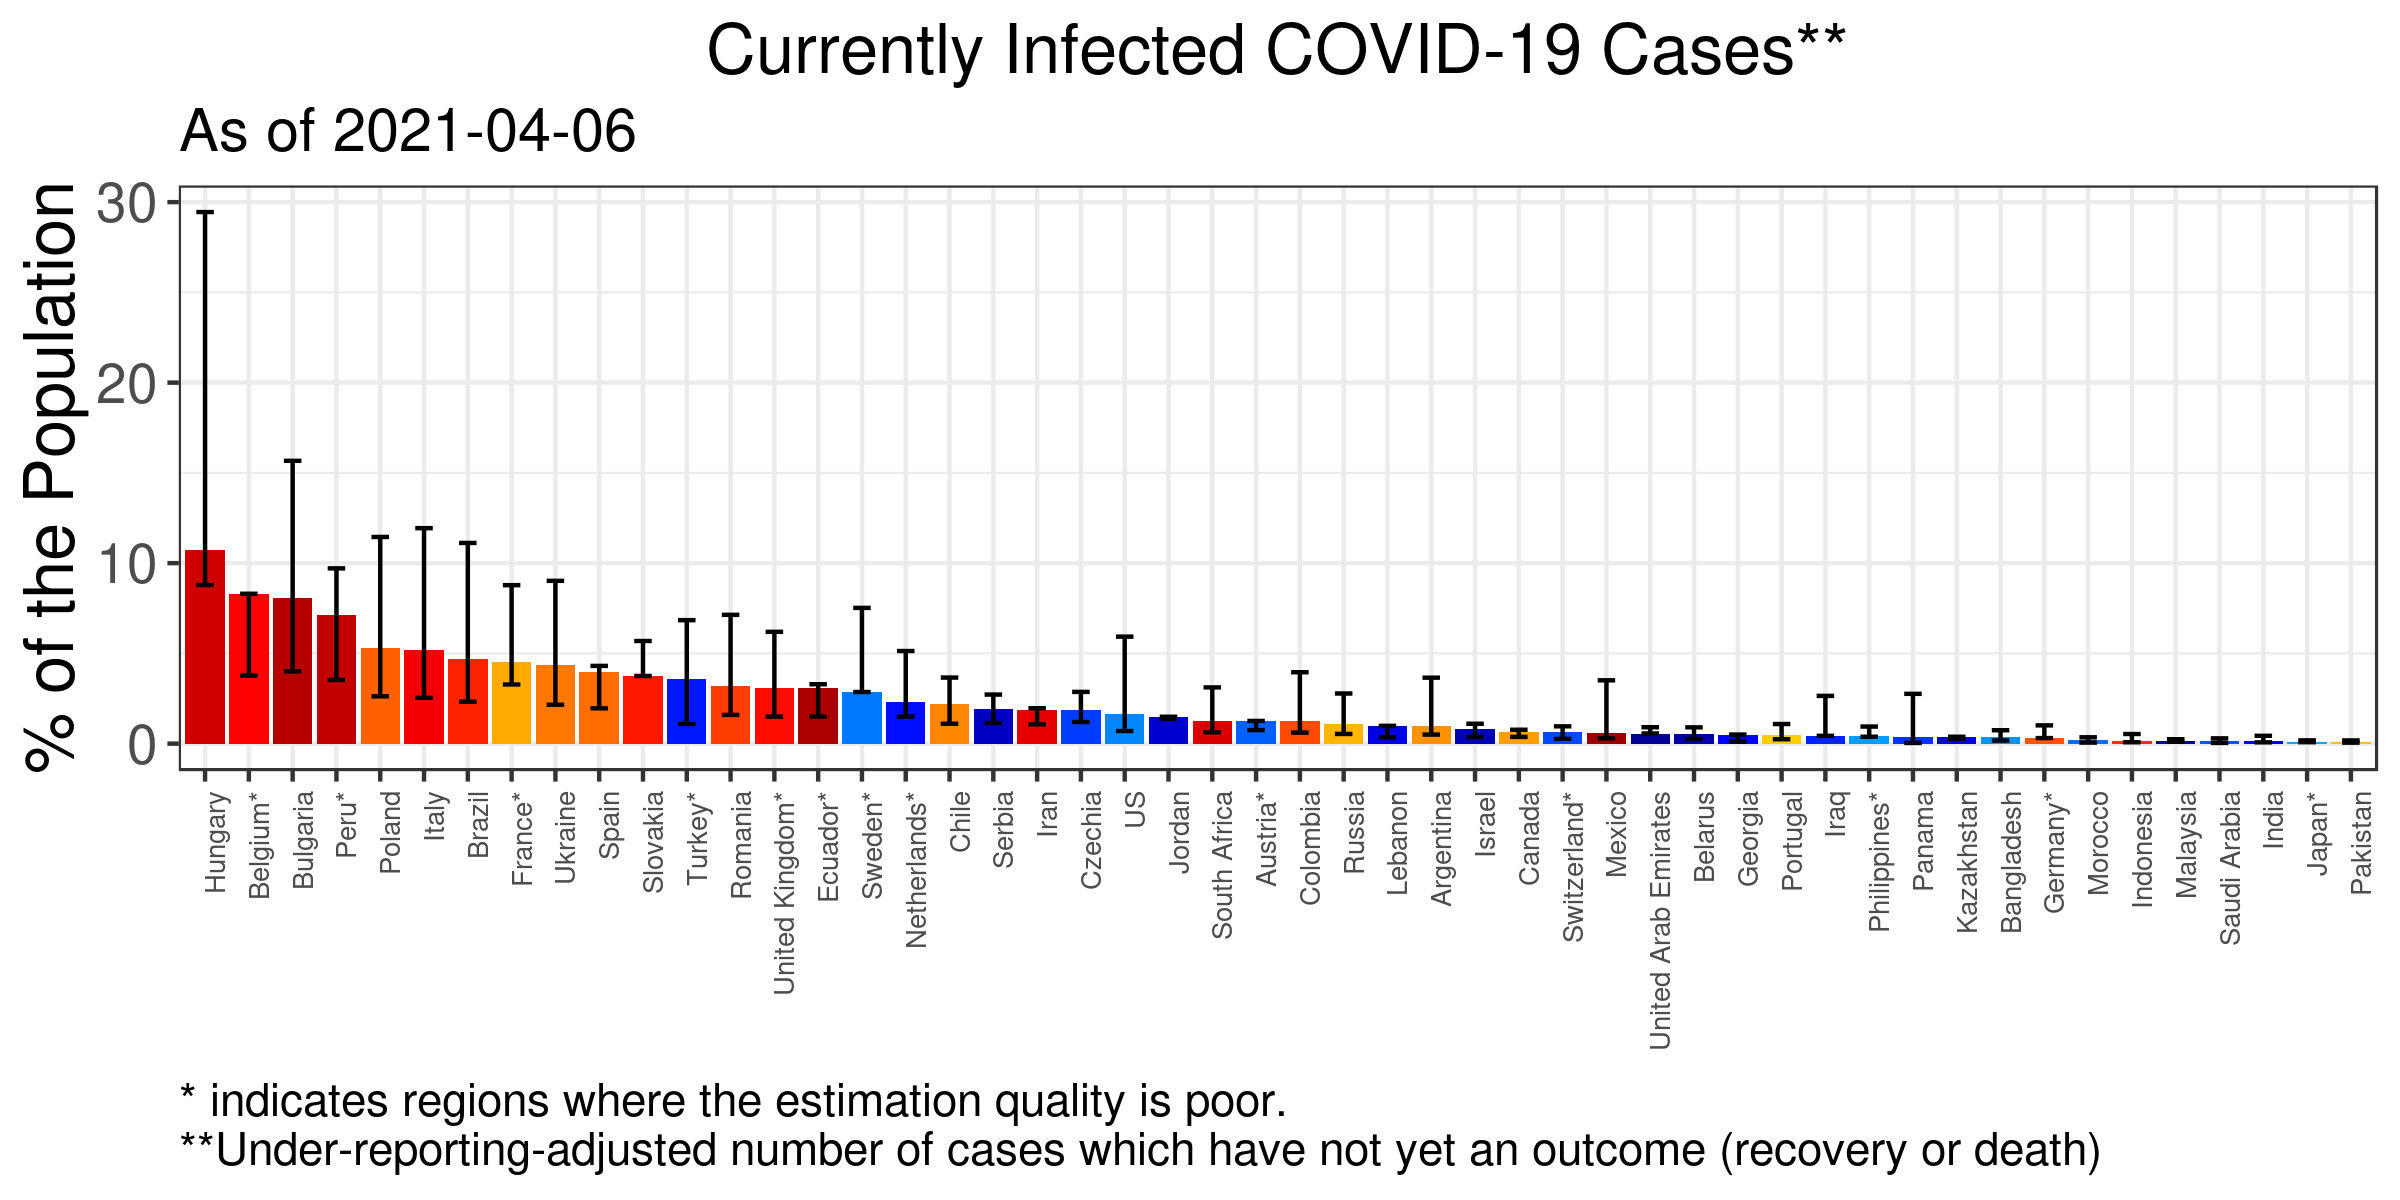 Currently Infected COVID-19 Cases**
As of 2021-04-06
% of the Population
30
20
10
0
Hungary
Belgium*
Bulgaria
Peru*
Poland
Italy
Brazil
France*
Ukraine
Spain
Slovakia
Turkey*
Romania
United Kingdom*
Ecuador*
Sweden*
Netherlands*
Chile
Serbia
Iran
Czechia
US
Jordan
South Africa
Austria*
Colombia
Russia
Lebanon
Argentina
Israel
Canada
Switzerland*
Mexico
United Arab Emirates
Belarus
Georgia
Portugal
Iraq
Philippines*
Panama
Kazakhstan
Bangladesh
Germany*
Morocco
Indonesia
Malaysia
Saudi Arabia
India
Japan*
Pakistan
* indicates regions where the estimation quality is poor.
**Under-reporting-adjusted number of cases which have not yet an outcome (recovery or death)